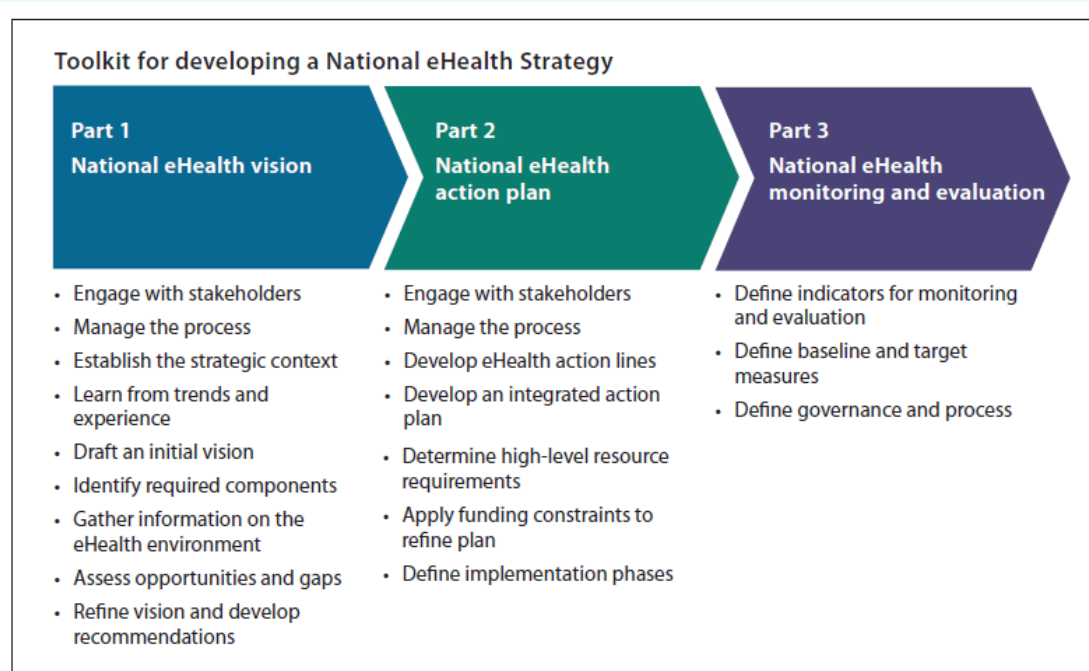 Toolkit for developing a National eHealth Strategy
Part 1
National eHealth vision
• Engage with stakeholders
• Manage the process
• Establish the strategic context
• Learn from trends and
experience
• Draft an initial vision
• Identify required components
• Gather information on the
eHealth environment
• Assess opportunities and gaps
• Refine vision and develop
recommendations
Part 2
National eHealth
action plan
• Engage with stakeholders
• Manage the process
• Develop eHealth action lines
• Develop an integrated action
plan
• Determine high-level resource
requirements
• Apply funding constraints to
refine plan
• Define implementation phases
Part 3
National eHealth
monitoring and evaluation
• Define indicators for monitoring
and evaluation
• Define baseline and target
measures
• Define governance and process